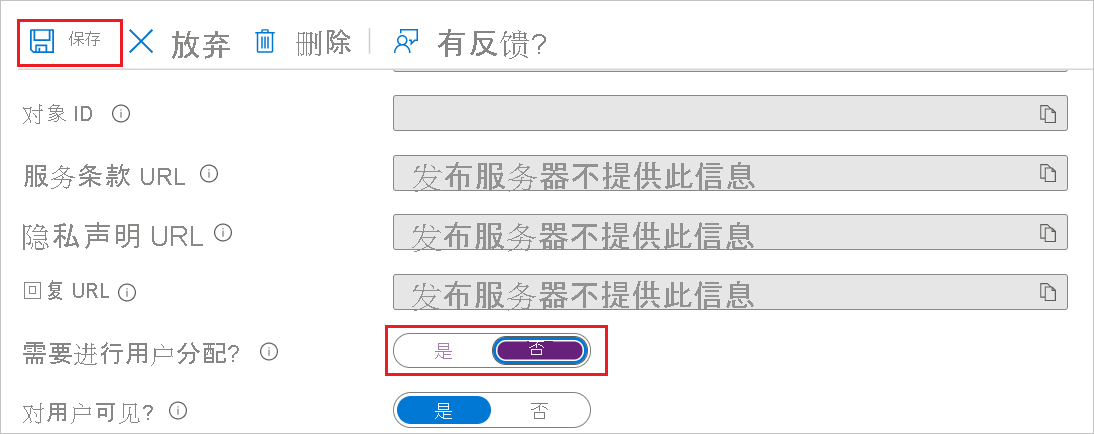 保存 放弃 删除 有反馈?
对象 ID
服务条款 URL 发布服务器不提供此信息
隐私声明 URL 发布服务器不提供此信息
回复 URL 发布服务器不提供此信息
需要进行用户分配? 是 否
对用户可见? 是 否